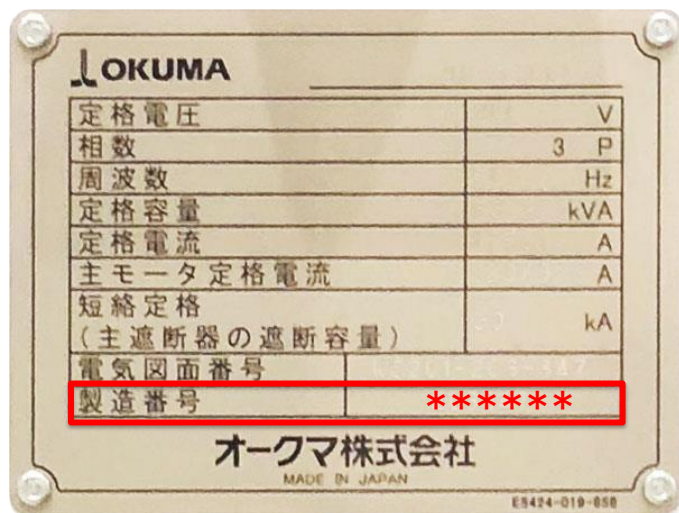 OKUMA
定格電圧 V
相数 3 P
周波数 Hz
定格容量 kVA
定格電流 A
主モータ定格電流 A
短絡定格
(主遮断器の遮断容量) kA
電気図面番号
製造番号 ******
オークマ株式会社
MADE IN JAPAN
E5424-019-658